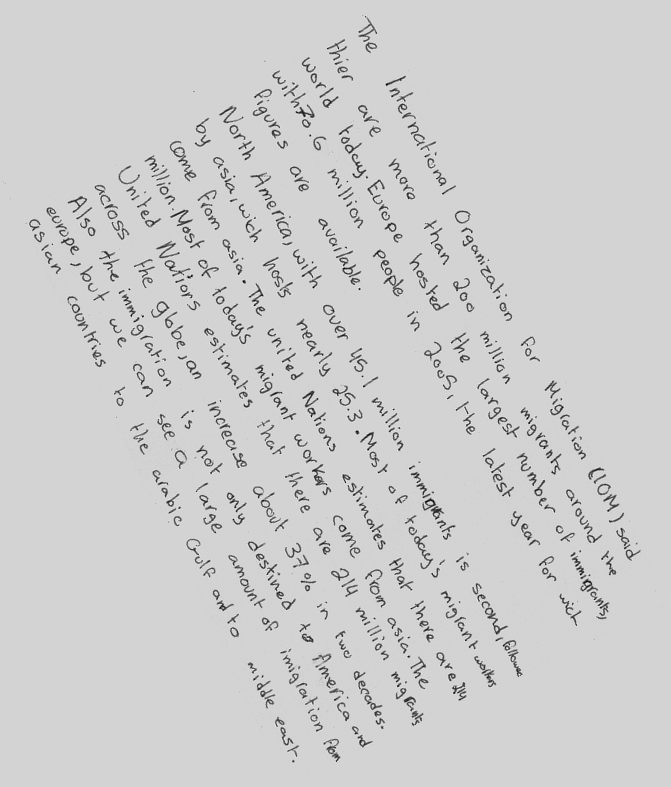 The International Organization for Migration (IOM) said
thier are more than 200 million migrants around the
world today. Europe hosted the largest number of immigrants,
with 70.6 million people in 2005, the latest year for wich
figures are available.
North America, with over 45.1 million immigrants is second, followed
by asia, wich hosts nearly 25.3. Most of today's migrant workers
come from asia. The united Nations estimates that there are 214
million. Most of today's migrant workers come from asia. The
United Nations estimates that there are 214 million migrants
across the globe, an increase about 37% in two decades.
Also the immigration is not only destined to America and
europe, but we can see a large amount of imigration from
asian countries to the arabic Gulf and to middle east.